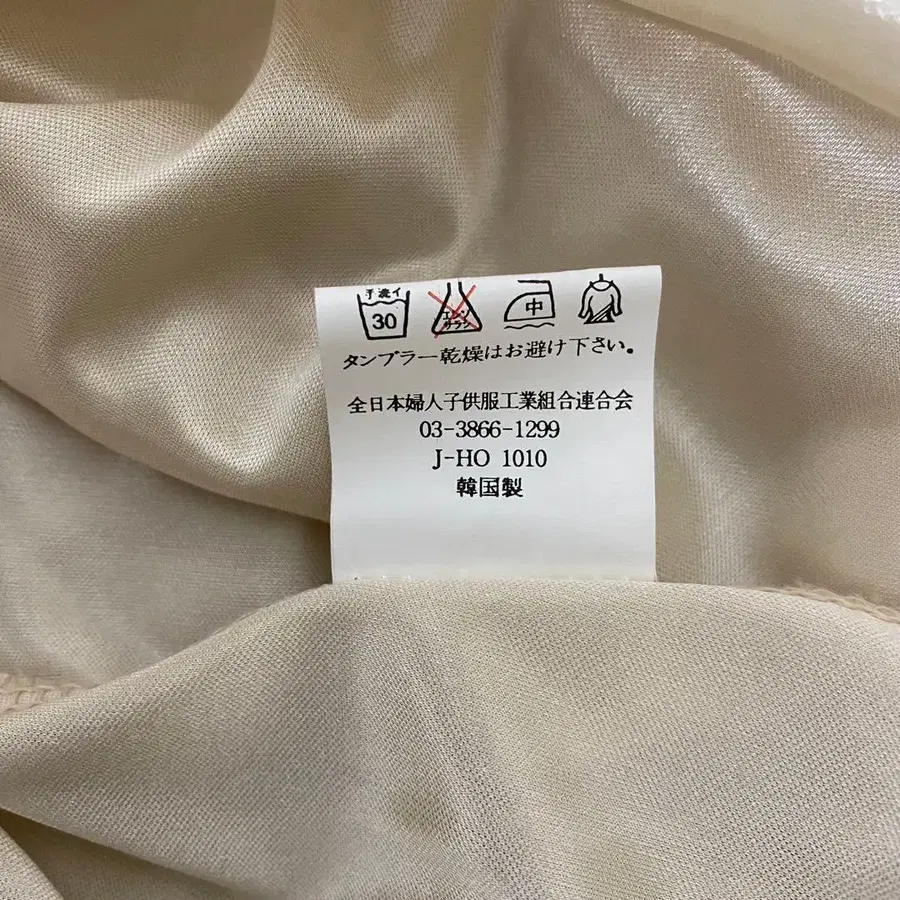 手洗イ
30
エンソ
サラシ
中
タンブラー乾燥はお避け下さい。
全日本婦人子供服工業組合連合会
03-3866-1299
J-HO 1010
韓国製